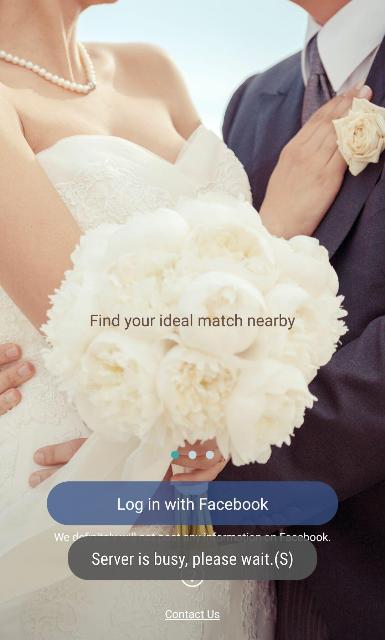 Find your ideal match nearby
Log in with Facebook
We definitely will not post any information on Facebook.
Server is busy, please wait.(S)
Contact Us